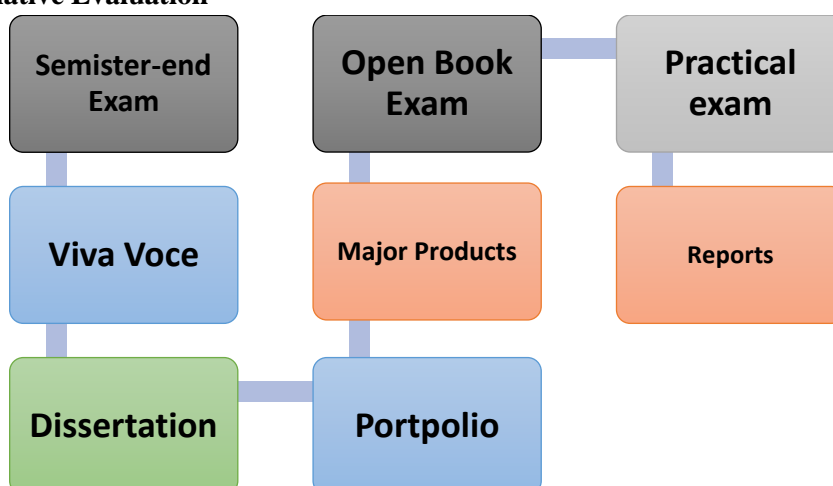 ative Evaluation
Semister-end
Exam
Viva Voce
Dissertation
Portpolio
Major Products
Open Book
Exam
Practical
exam
Reports